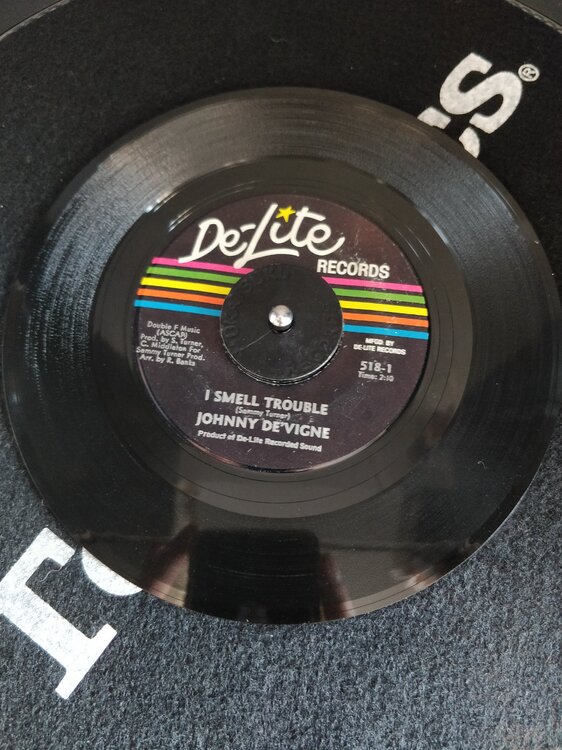 De-Lite
RECORDS
Double F Music
(ASCAP)
Prod. by S. Turner,
C. Middleton For
Sammy Turner Prod.
Arr. by R. Banks
MFGD. BY
DE-LITE RECORDS
518-1
Time: 2:10
I SMELL TROUBLE
(Sammy Turner)
JOHNNY DE'VIGNE
Product of De-Lite Recorded Sound